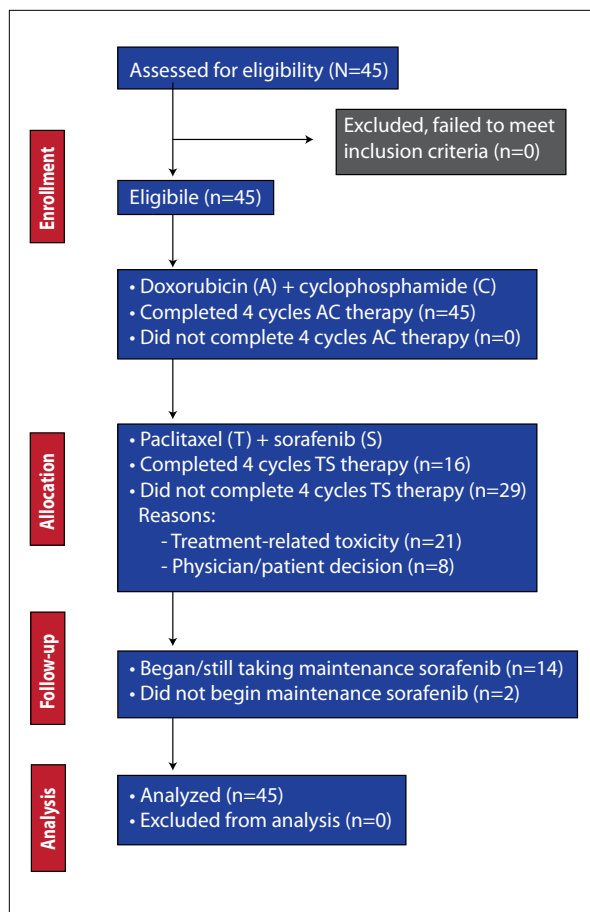 Assessed for eligibility (N=45)
Excluded, failed to meet
inclusion criteria (n=0)
Enrollment
Eligibile (n=45)
• Doxorubicin (A) + cyclophosphamide (C)
• Completed 4 cycles AC therapy (n=45)
• Did not complete 4 cycles AC therapy (n=0)
Allocation
• Paclitaxel (T) + sorafenib (S)
• Completed 4 cycles TS therapy (n=16)
• Did not complete 4 cycles TS therapy (n=29)
Reasons:
- Treatment-related toxicity (n=21)
- Physician/patient decision (n=8)
Follow-up
• Began/still taking maintenance sorafenib (n=14)
• Did not begin maintenance sorafenib (n=2)
Analysis
• Analyzed (n=45)
• Excluded from analysis (n=0)